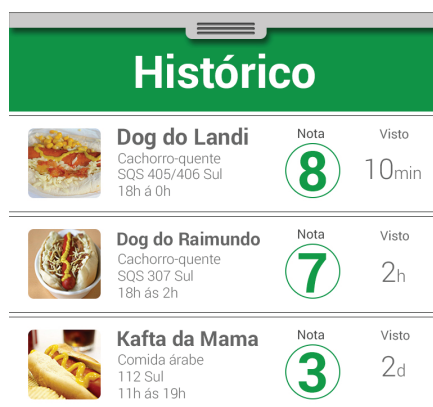 Histórico
Dog do Landi
Cachorro-quente
SQS 405/406 Sul
18h á 0h
Nota
8
Visto
10min
Dog do Raimundo
Cachorro-quente
SQS 307 Sul
18h ás 2h
Nota
7
Visto
2h
Kafta da Mama
Comida árabe
112 Sul
11h ás 19h
Nota
3
Visto
2d